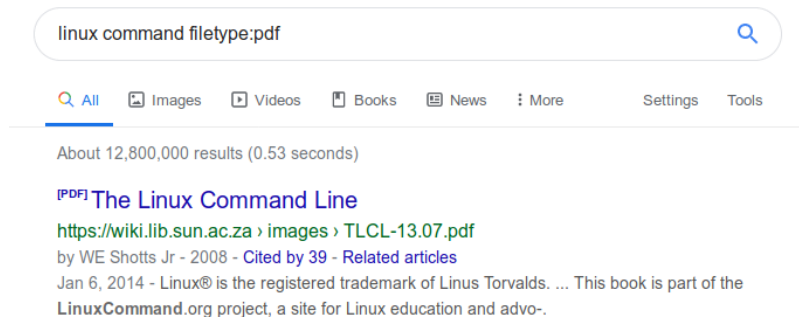 linux command filetype:pdf
All Images Videos Books News More Settings Tools
About 12,800,000 results (0.53 seconds)
[PDF] The Linux Command Line
https://wiki.lib.sun.ac.za › images › TLCL-13.07.pdf
by WE Shotts Jr - 2008 - Cited by 39 - Related articles
Jan 6, 2014 - Linux® is the registered trademark of Linus Torvalds. ... This book is part of the
LinuxCommand.org project, a site for Linux education and advo-.